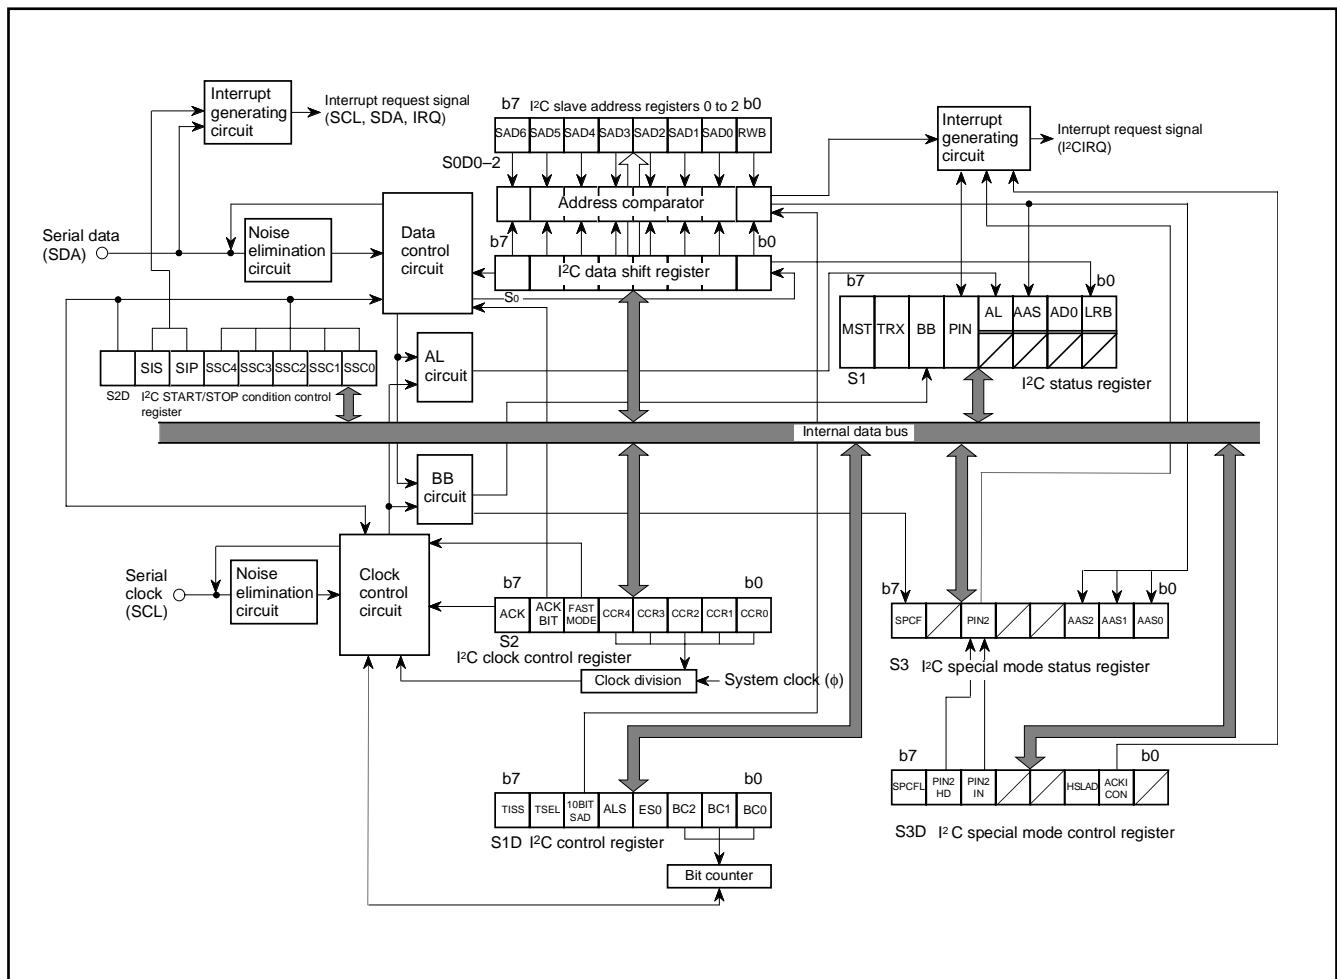 Interrupt
generating
circuit
Interrupt request signal
(SCL, SDA, IRQ)
b7 I²C slave address registers 0 to 2 b0
SAD6 SAD5 SAD4 SAD3 SAD2 SAD1 SAD0 RWB
S0D0–2
Address comparator
Interrupt
generating
circuit
Interrupt request signal
(I²CIRQ)
Serial data
(SDA)
Noise
elimination
circuit
Data
control
circuit
b7 b0
I²C data shift register
S0
b7 b0
MST TRX BB PIN AL AAS AD0 LRB
S1
I²C status register
SIS SIP SSC4 SSC3 SSC2 SSC1 SSC0
S2D I²C START/STOP condition control
register
AL
circuit
Internal data bus
BB
circuit
Serial
clock
(SCL)
Noise
elimination
circuit
Clock
control
circuit
b7 b0
ACK ACK BIT FAST MODE CCR4 CCR3 CCR2 CCR1 CCR0
S2
I²C clock control register
Clock division
System clock (ϕ)
b7 b0
SPCF PIN2 AAS2 AAS1 AAS0
S3 I²C special mode status register
b7 b0
TISS TSEL 10BIT SAD ALS ES0 BC2 BC1 BC0
S1D I²C control register
Bit counter
b7 b0
SPCFL PIN2 HD PIN2 IN HSLAD ACKI CON
S3D I² C special mode control register